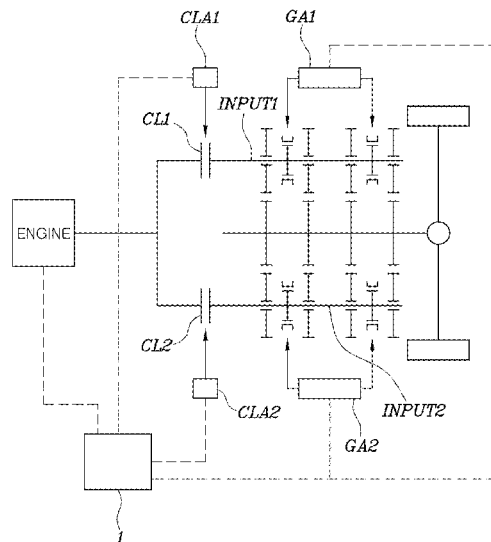 CLA1
GA1
CL1
INPUT1
ENGINE
CL2
CLA2
INPUT2
GA2
1